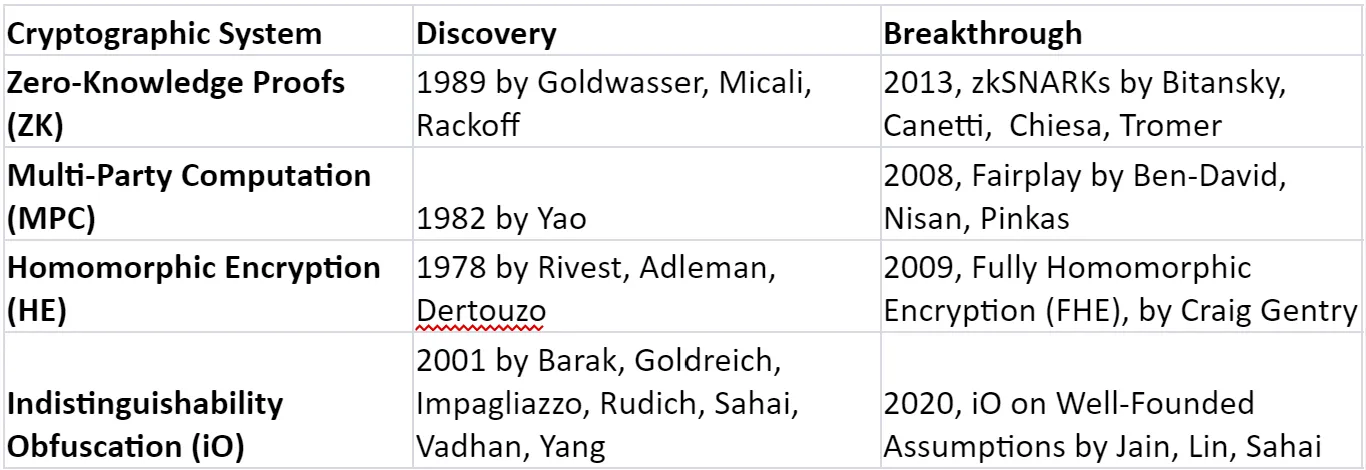 Cryptographic System
Discovery
Breakthrough
Zero-Knowledge Proofs
(ZK)
1989 by Goldwasser, Micali,
Rackoff
2013, zkSNARKs by Bitansky,
Canetti,  Chiesa, Tromer
Multi-Party Computation
(MPC)
1982 by Yao
2008, Fairplay by Ben-David,
Nisan, Pinkas
Homomorphic Encryption
(HE)
1978 by Rivest, Adleman,
Dertouzo
2009, Fully Homomorphic
Encryption (FHE), by Craig Gentry
Indistinguishability
Obfuscation (iO)
2001 by Barak, Goldreich,
Impagliazzo, Rudich, Sahai,
Vadhan, Yang
2020, iO on Well-Founded
Assumptions by Jain, Lin, Sahai